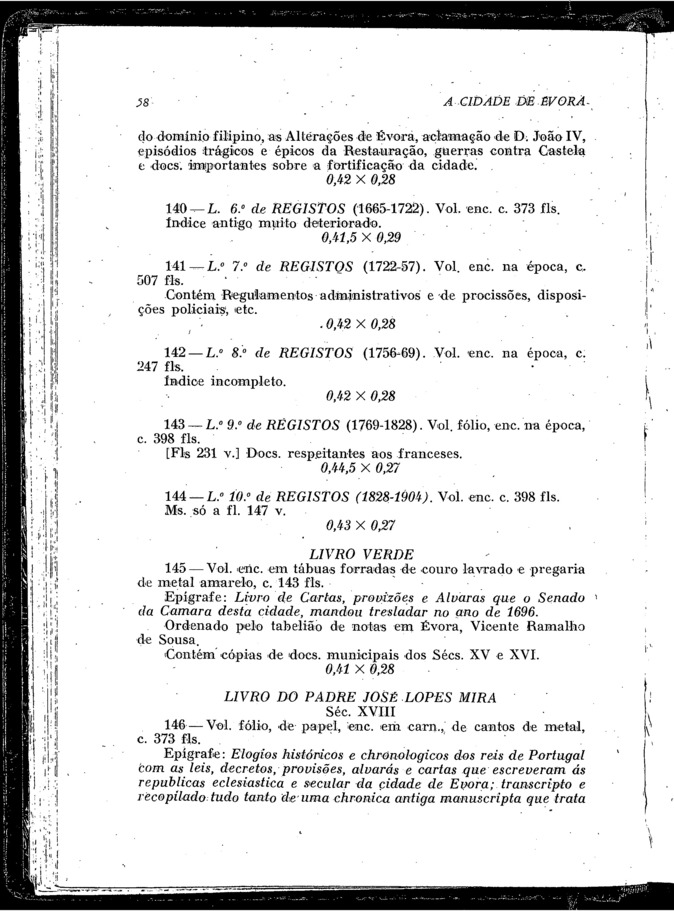 58
A CIDADE DE ÉVORA
do domínio filipino, as Alterações de Évora, aclamação de D. João IV,
episódios trágicos e épicos da Restauração, guerras contra Castela
e docs. importantes sobre a fortificação da cidade.
0,42 × 0,28
140 — L. 6.º de REGISTOS (1665-1722). Vol. enc. c. 373 fls.
Índice antigo muito deteriorado.
0,41,5 × 0,29
141 — L.º 7.º de REGISTOS (1722-57). Vol. enc. na época, c.
507 fls.
Contém Regulamentos administrativos e de procissões, disposi-
ções policiais, etc.
0,42 × 0,28
142 — L.º 8.º de REGISTOS (1756-69). Vol. enc. na época, c.
247 fls.
Índice incompleto.
0,42 × 0,28
143 — L.º 9.º de REGISTOS (1769-1828). Vol. fólio, enc. na época,
c. 398 fls.
[Fls 231 v.] Docs. respeitantes aos franceses.
0,44,5 × 0,27
144 — L.º 10.º de REGISTOS (1828-1904). Vol. enc. c. 398 fls.
Ms. só a fl. 147 v.
0,43 × 0,27
LIVRO VERDE
145 — Vol. enc. em tábuas forradas de couro lavrado e pregaria
de metal amarelo, c. 143 fls.
Epígrafe: Livro de Cartas, provizões e Alvaras que o Senado
da Camara desta cidade, mandou tresladar no ano de 1696.
Ordenado pelo tabelião de notas em Évora, Vicente Ramalho
de Sousa.
Contém cópias de docs. municipais dos Sécs. XV e XVI.
0,41 × 0,28
LIVRO DO PADRE JOSÉ LOPES MIRA
Séc. XVIII
146 — Vol. fólio, de papel, enc. em carn., de cantos de metal,
c. 373 fls.
Epígrafe: Elogios históricos e chronologicos dos reis de Portugal
com as leis, decretos, provisões, alvarás e cartas que escreveram ás
republicas eclesiastica e secular da cidade de Evora; transcripto e
recopilado tudo tanto de uma chronica antiga manuscripta que trata